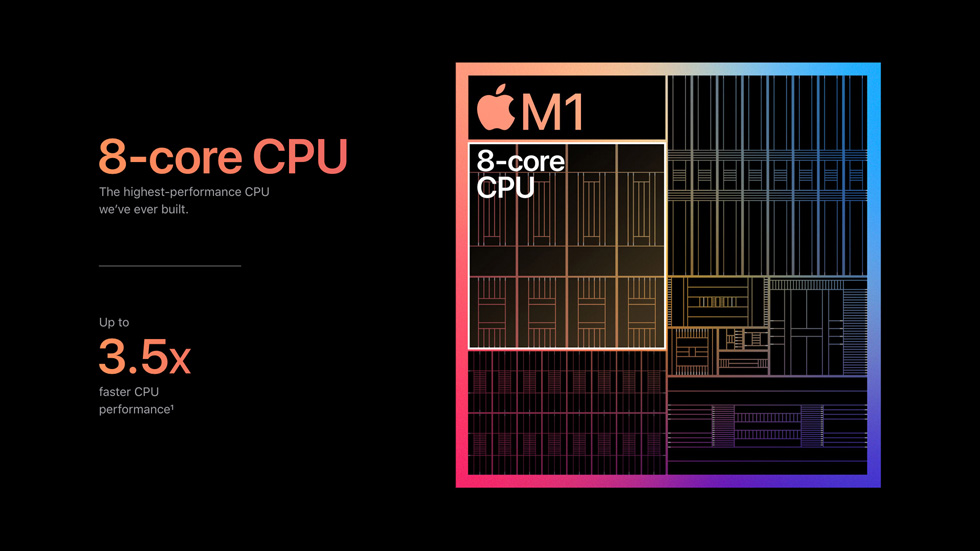 8-core CPU
The highest-performance CPU
we’ve ever built.
Up to
3.5x
faster CPU
performance¹
M1
8-core
CPU